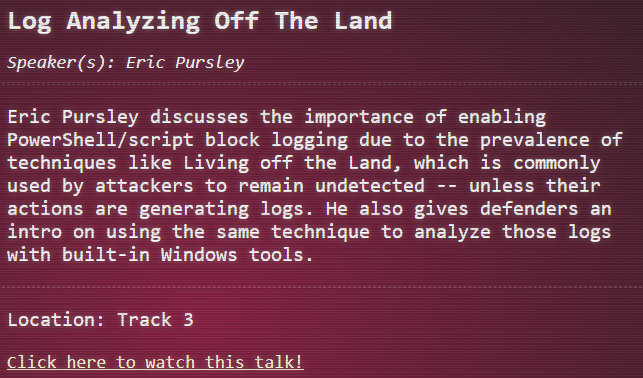 Log Analyzing Off The Land
Speaker(s): Eric Pursley
Eric Pursley discusses the importance of enabling
PowerShell/script block logging due to the prevalence of
techniques like Living off the Land, which is commonly
used by attackers to remain undetected -- unless their
actions are generating logs. He also gives defenders an
intro on using the same technique to analyze those logs
with built-in Windows tools.
Location: Track 3
Click here to watch this talk!